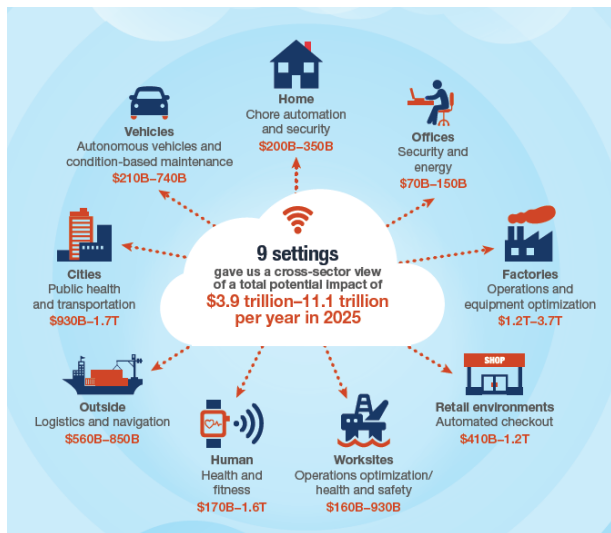 Home
Chore automation
and security
$200B–350B
Vehicles
Autonomous vehicles and
condition-based maintenance
$210B–740B
Offices
Security and
energy
$70B–150B
9 settings
gave us a cross-sector view
of a total potential impact of
$3.9 trillion–11.1 trillion
per year in 2025
Cities
Public health
and transportation
$930B–1.7T
Factories
Operations and
equipment optimization
$1.2T–3.7T
Outside
Logistics and navigation
$560B–850B
SHOP
Retail environments
Automated checkout
$410B–1.2T
Human
Health and
fitness
$170B–1.6T
Worksites
Operations optimization/
health and safety
$160B–930B